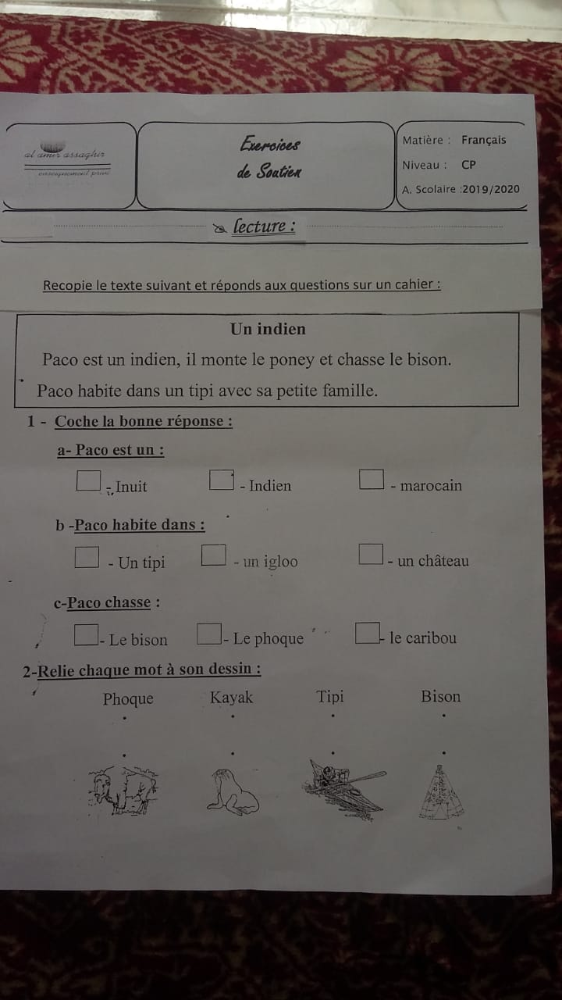 al amir assaghir
enseignement privé
Exercices
de Soutien
Matière : Français
Niveau : CP
A. Scolaire :2019/2020
lecture :
Recopie le texte suivant et réponds aux questions sur un cahier :
Un indien
Paco est un indien, il monte le poney et chasse le bison.
Paco habite dans un tipi avec sa petite famille.
1 - Coche la bonne réponse :
a- Paco est un :
- Inuit - Indien - marocain
b -Paco habite dans :
- Un tipi - un igloo - un château
c-Paco chasse :
- Le bison - Le phoque - le caribou
2-Relie chaque mot à son dessin :
Phoque Kayak Tipi Bison